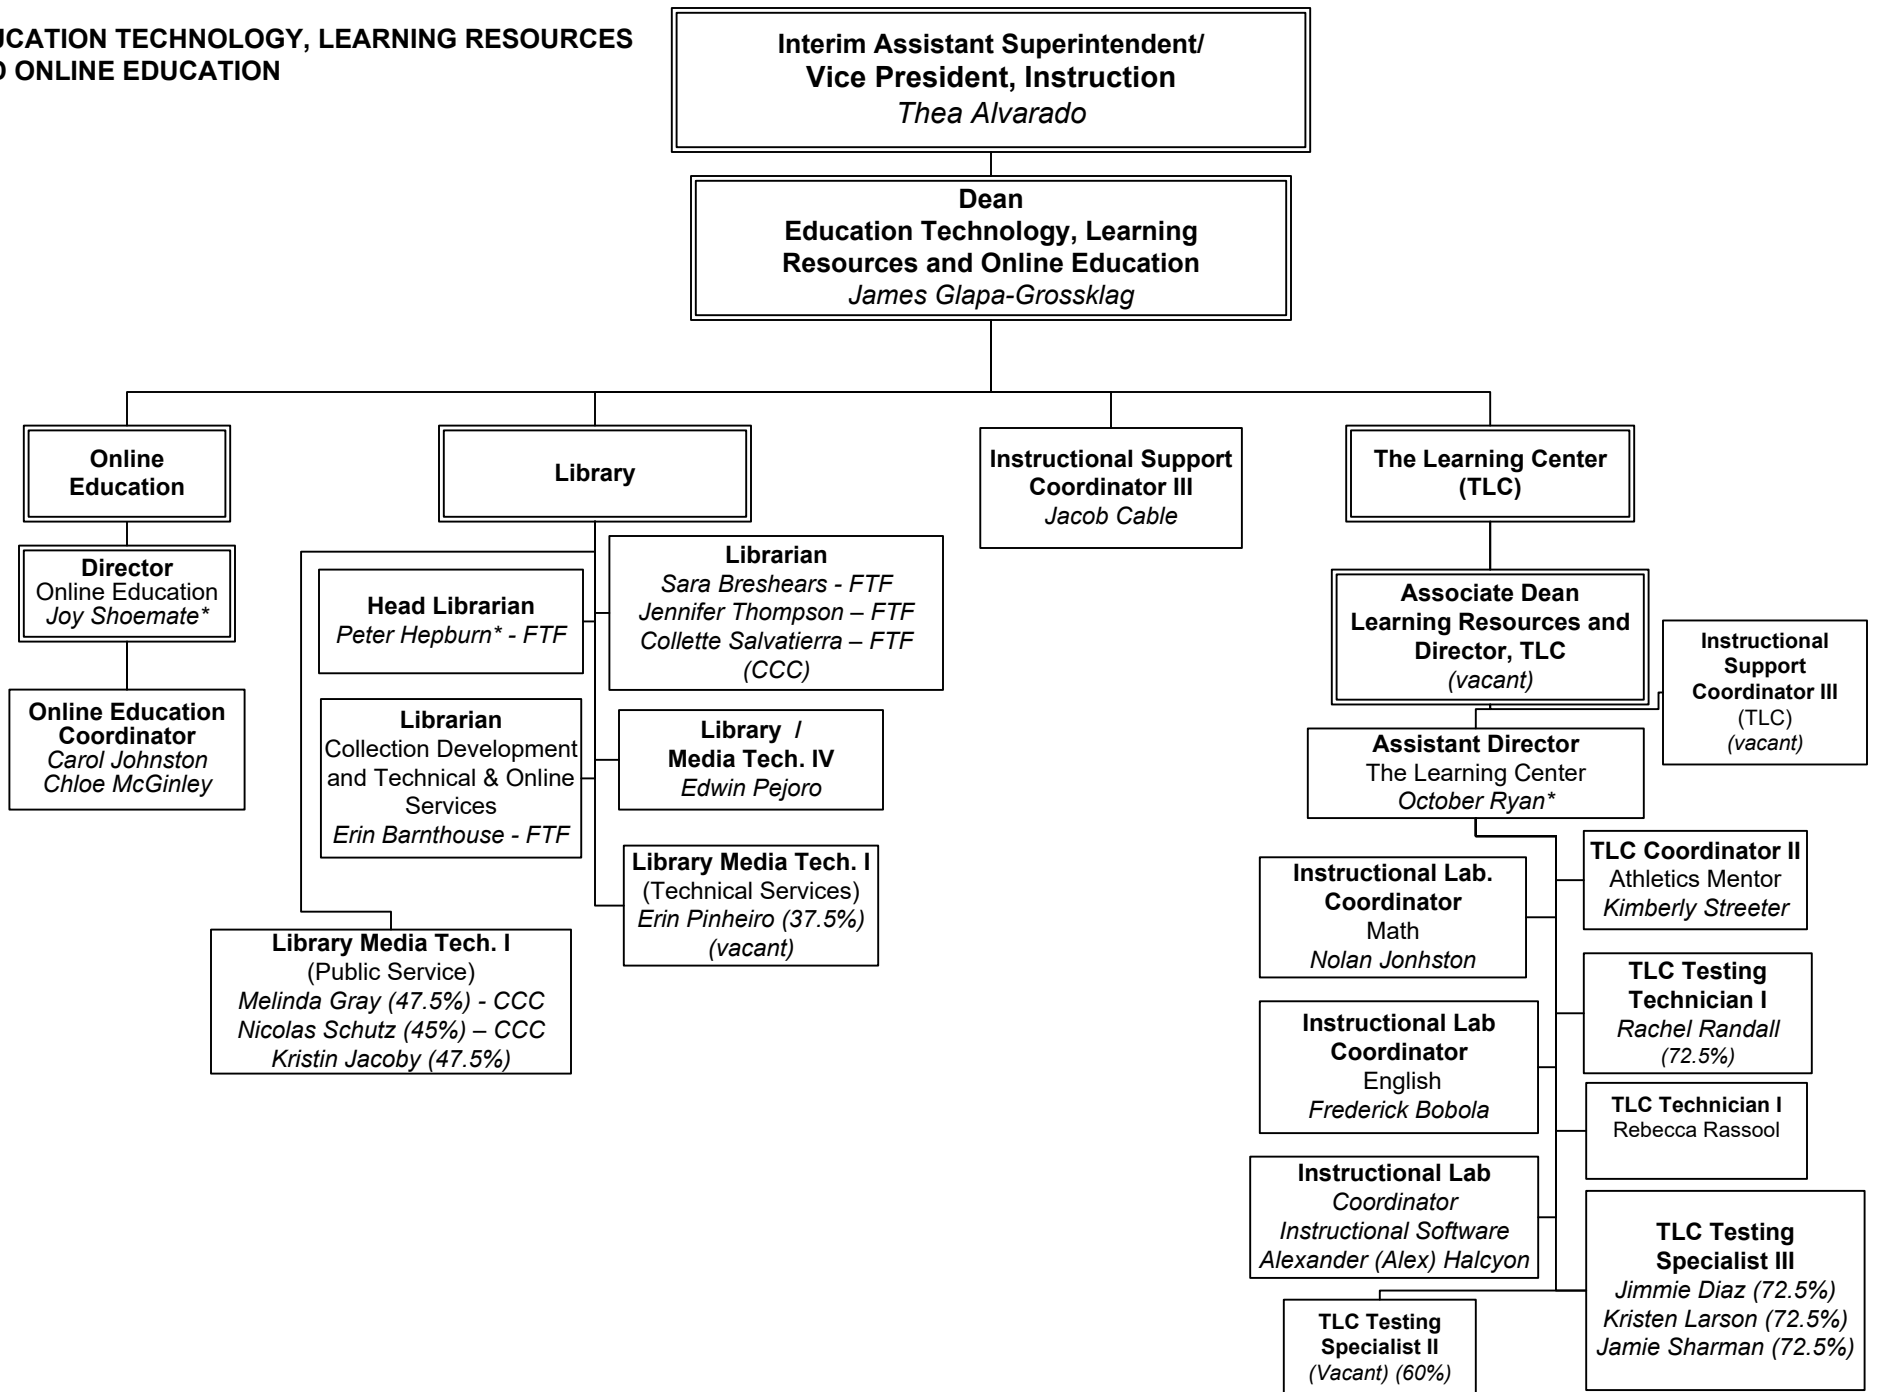 UCATION TECHNOLOGY, LEARNING RESOURCES
D ONLINE EDUCATION
Interim Assistant Superintendent/
Vice President, Instruction
Thea Alvarado
Dean
Education Technology, Learning
Resources and Online Education
James Glapa-Grossklag
Online
Education
Library
Instructional Support
Coordinator III
Jacob Cable
The Learning Center
(TLC)
Director
Online Education
Joy Shoemate*
Online Education
Coordinator
Carol Johnston
Chloe McGinley
Head Librarian
Peter Hepburn* - FTF
Librarian
Sara Breshears - FTF
Jennifer Thompson – FTF
Collette Salvatierra – FTF
(CCC)
Librarian
Collection Development
and Technical & Online
Services
Erin Barnthouse - FTF
Library /
Media Tech. IV
Edwin Pejoro
Library Media Tech. I
(Technical Services)
Erin Pinheiro (37.5%)
(vacant)
Library Media Tech. I
(Public Service)
Melinda Gray (47.5%) - CCC
Nicolas Schutz (45%) – CCC
Kristin Jacoby (47.5%)
Associate Dean
Learning Resources and
Director, TLC
(vacant)
Instructional
Support
Coordinator III
(TLC)
(vacant)
Assistant Director
The Learning Center
October Ryan*
Instructional Lab.
Coordinator
Math
Nolan Jonhston
TLC Coordinator II
Athletics Mentor
Kimberly Streeter
Instructional Lab
Coordinator
English
Frederick Bobola
TLC Testing
Technician I
Rachel Randall
(72.5%)
TLC Technician I
Rebecca Rassool
Instructional Lab
Coordinator
Instructional Software
Alexander (Alex) Halcyon
TLC Testing
Specialist III
Jimmie Diaz (72.5%)
Kristen Larson (72.5%)
Jamie Sharman (72.5%)
TLC Testing
Specialist II
(Vacant) (60%)